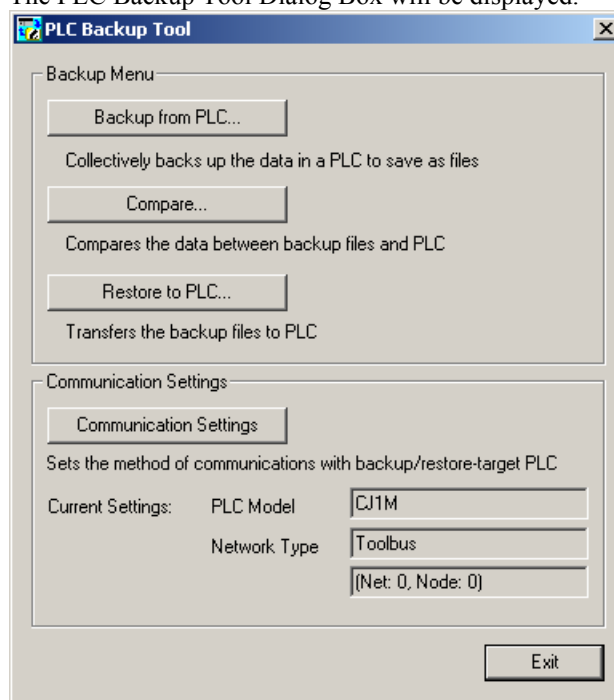 The PLC Backup Tool Dialog Box will be displayed.
PLC Backup Tool
Backup Menu
Backup from PLC...
Collectively backs up the data in a PLC to save as files
Compare...
Compares the data between backup files and PLC
Restore to PLC...
Transfers the backup files to PLC
Communication Settings
Communication Settings
Sets the method of communications with backup/restore-target PLC
Current Settings: PLC Model CJ1M
Network Type Toolbus
(Net: 0, Node: 0)
Exit